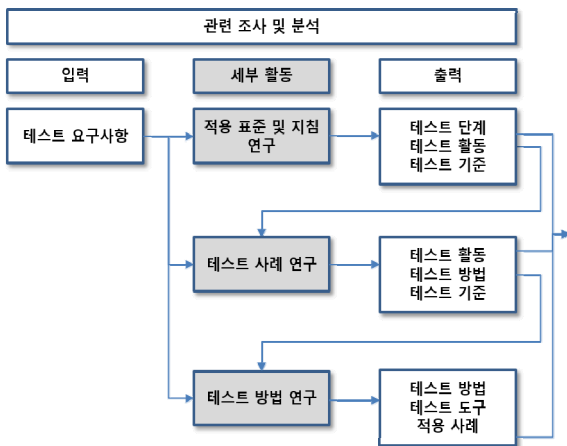 관련 조사 및 분석
입력
세부 활동
출력
테스트 요구사항
적용 표준 및 지침
연구
테스트 단계
테스트 활동
테스트 기준
테스트 사례 연구
테스트 활동
테스트 방법
테스트 기준
테스트 방법 연구
테스트 방법
테스트 도구
적용 사례